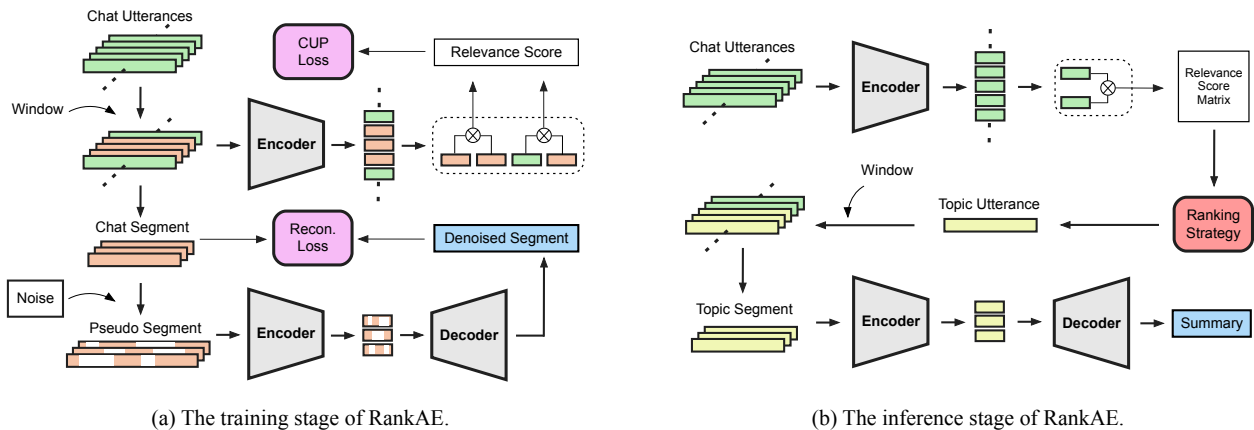 Chat Utterances
Window
CUP
Loss
Relevance Score
Encoder
Chat Segment
Recon.
Loss
Denoised Segment
Noise
Pseudo Segment
Encoder
Decoder
(a) The training stage of RankAE.
Chat Utterances
Encoder
Relevance
Score
Matrix
Window
Topic Utterance
Ranking
Strategy
Topic Segment
Encoder
Decoder
Summary
(b) The inference stage of RankAE.